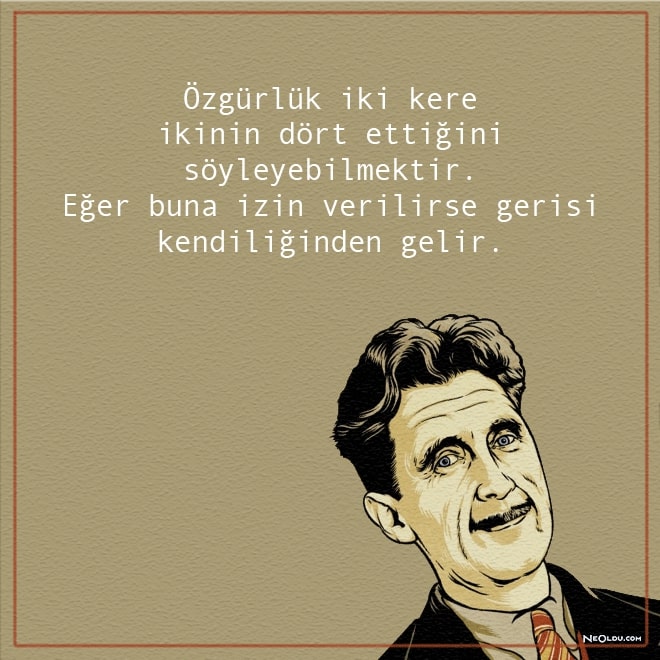 Özgürlük iki kere
ikinin dört ettiğini
söyleyebilmektir.
Eğer buna izin verilirse gerisi
kendiliğinden gelir.
NEOLDU.COM